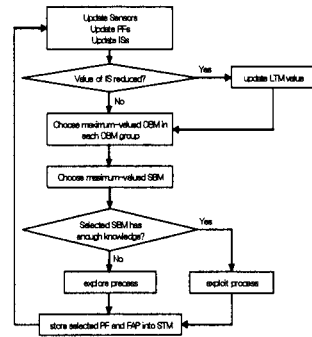 Update Sensors
Update PFs
Update ISs
Value of IS reduced?
Yes
update LTM value
No
Choose maximum-valued OBM in
each OBM group
Choose maximum-valued SBM
Selected SBM has
enough knowledge?
Yes
No
explore precess
exploit process
store selected PF and FAP into STM